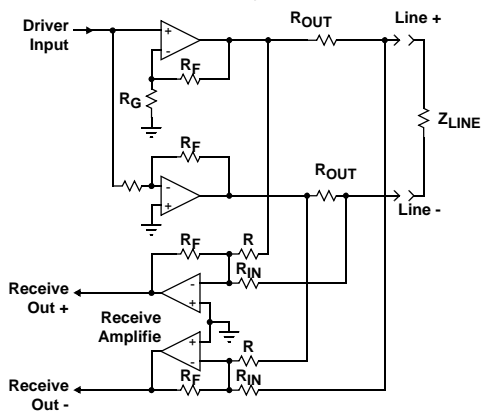 Driver
Input
+
-
RF
RG
ROUT
Line +
ZLINE
RF
-
+
ROUT
Line -
RF
R
RIN
-
+
Receive
Out +
Receive
Amplifie
+
-
R
RF
RIN
Receive
Out -